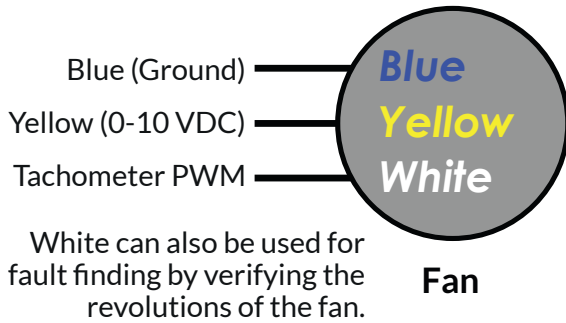 Blue (Ground) Blue
Yellow (0-10 VDC) Yellow
Tachometer PWM White
White can also be used for
fault finding by verifying the
revolutions of the fan.
Fan